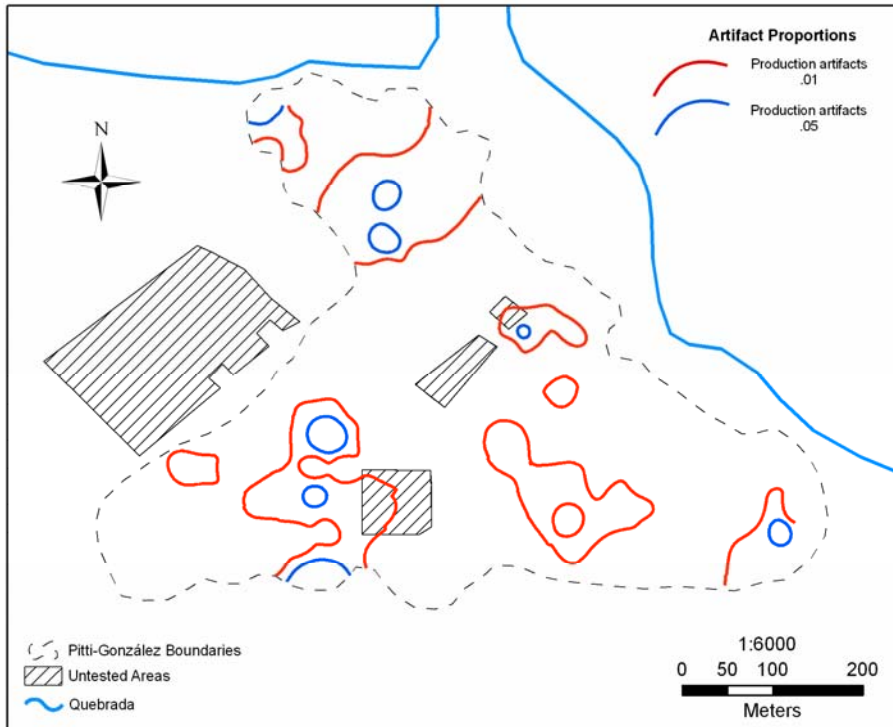 Artifact Proportions
Production artifacts
.01
Production artifacts
.05
N
Pitti-González Boundaries
Untested Areas
Quebrada
1:6000
0 50 100 200
Meters